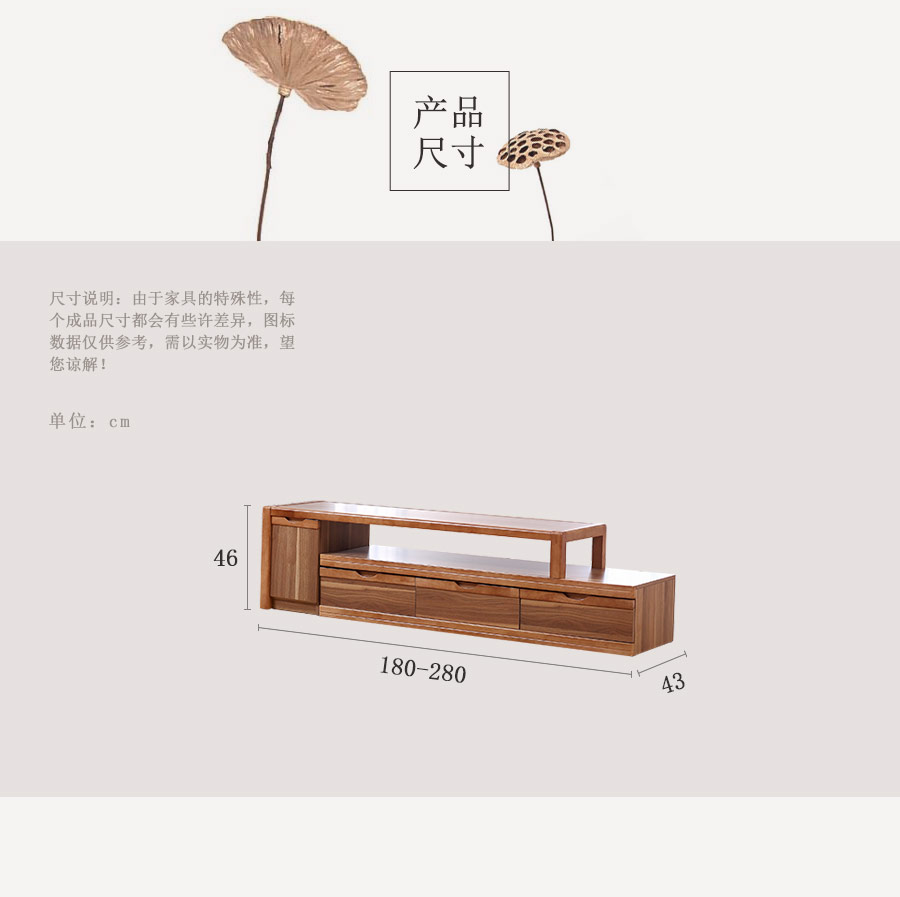 产品
尺寸
尺寸说明：由于家具的特殊性，每
个成品尺寸都会有些许差异，图标
数据仅供参考，需以实物为准，望
您谅解！
单位：cm
46
180-280
43